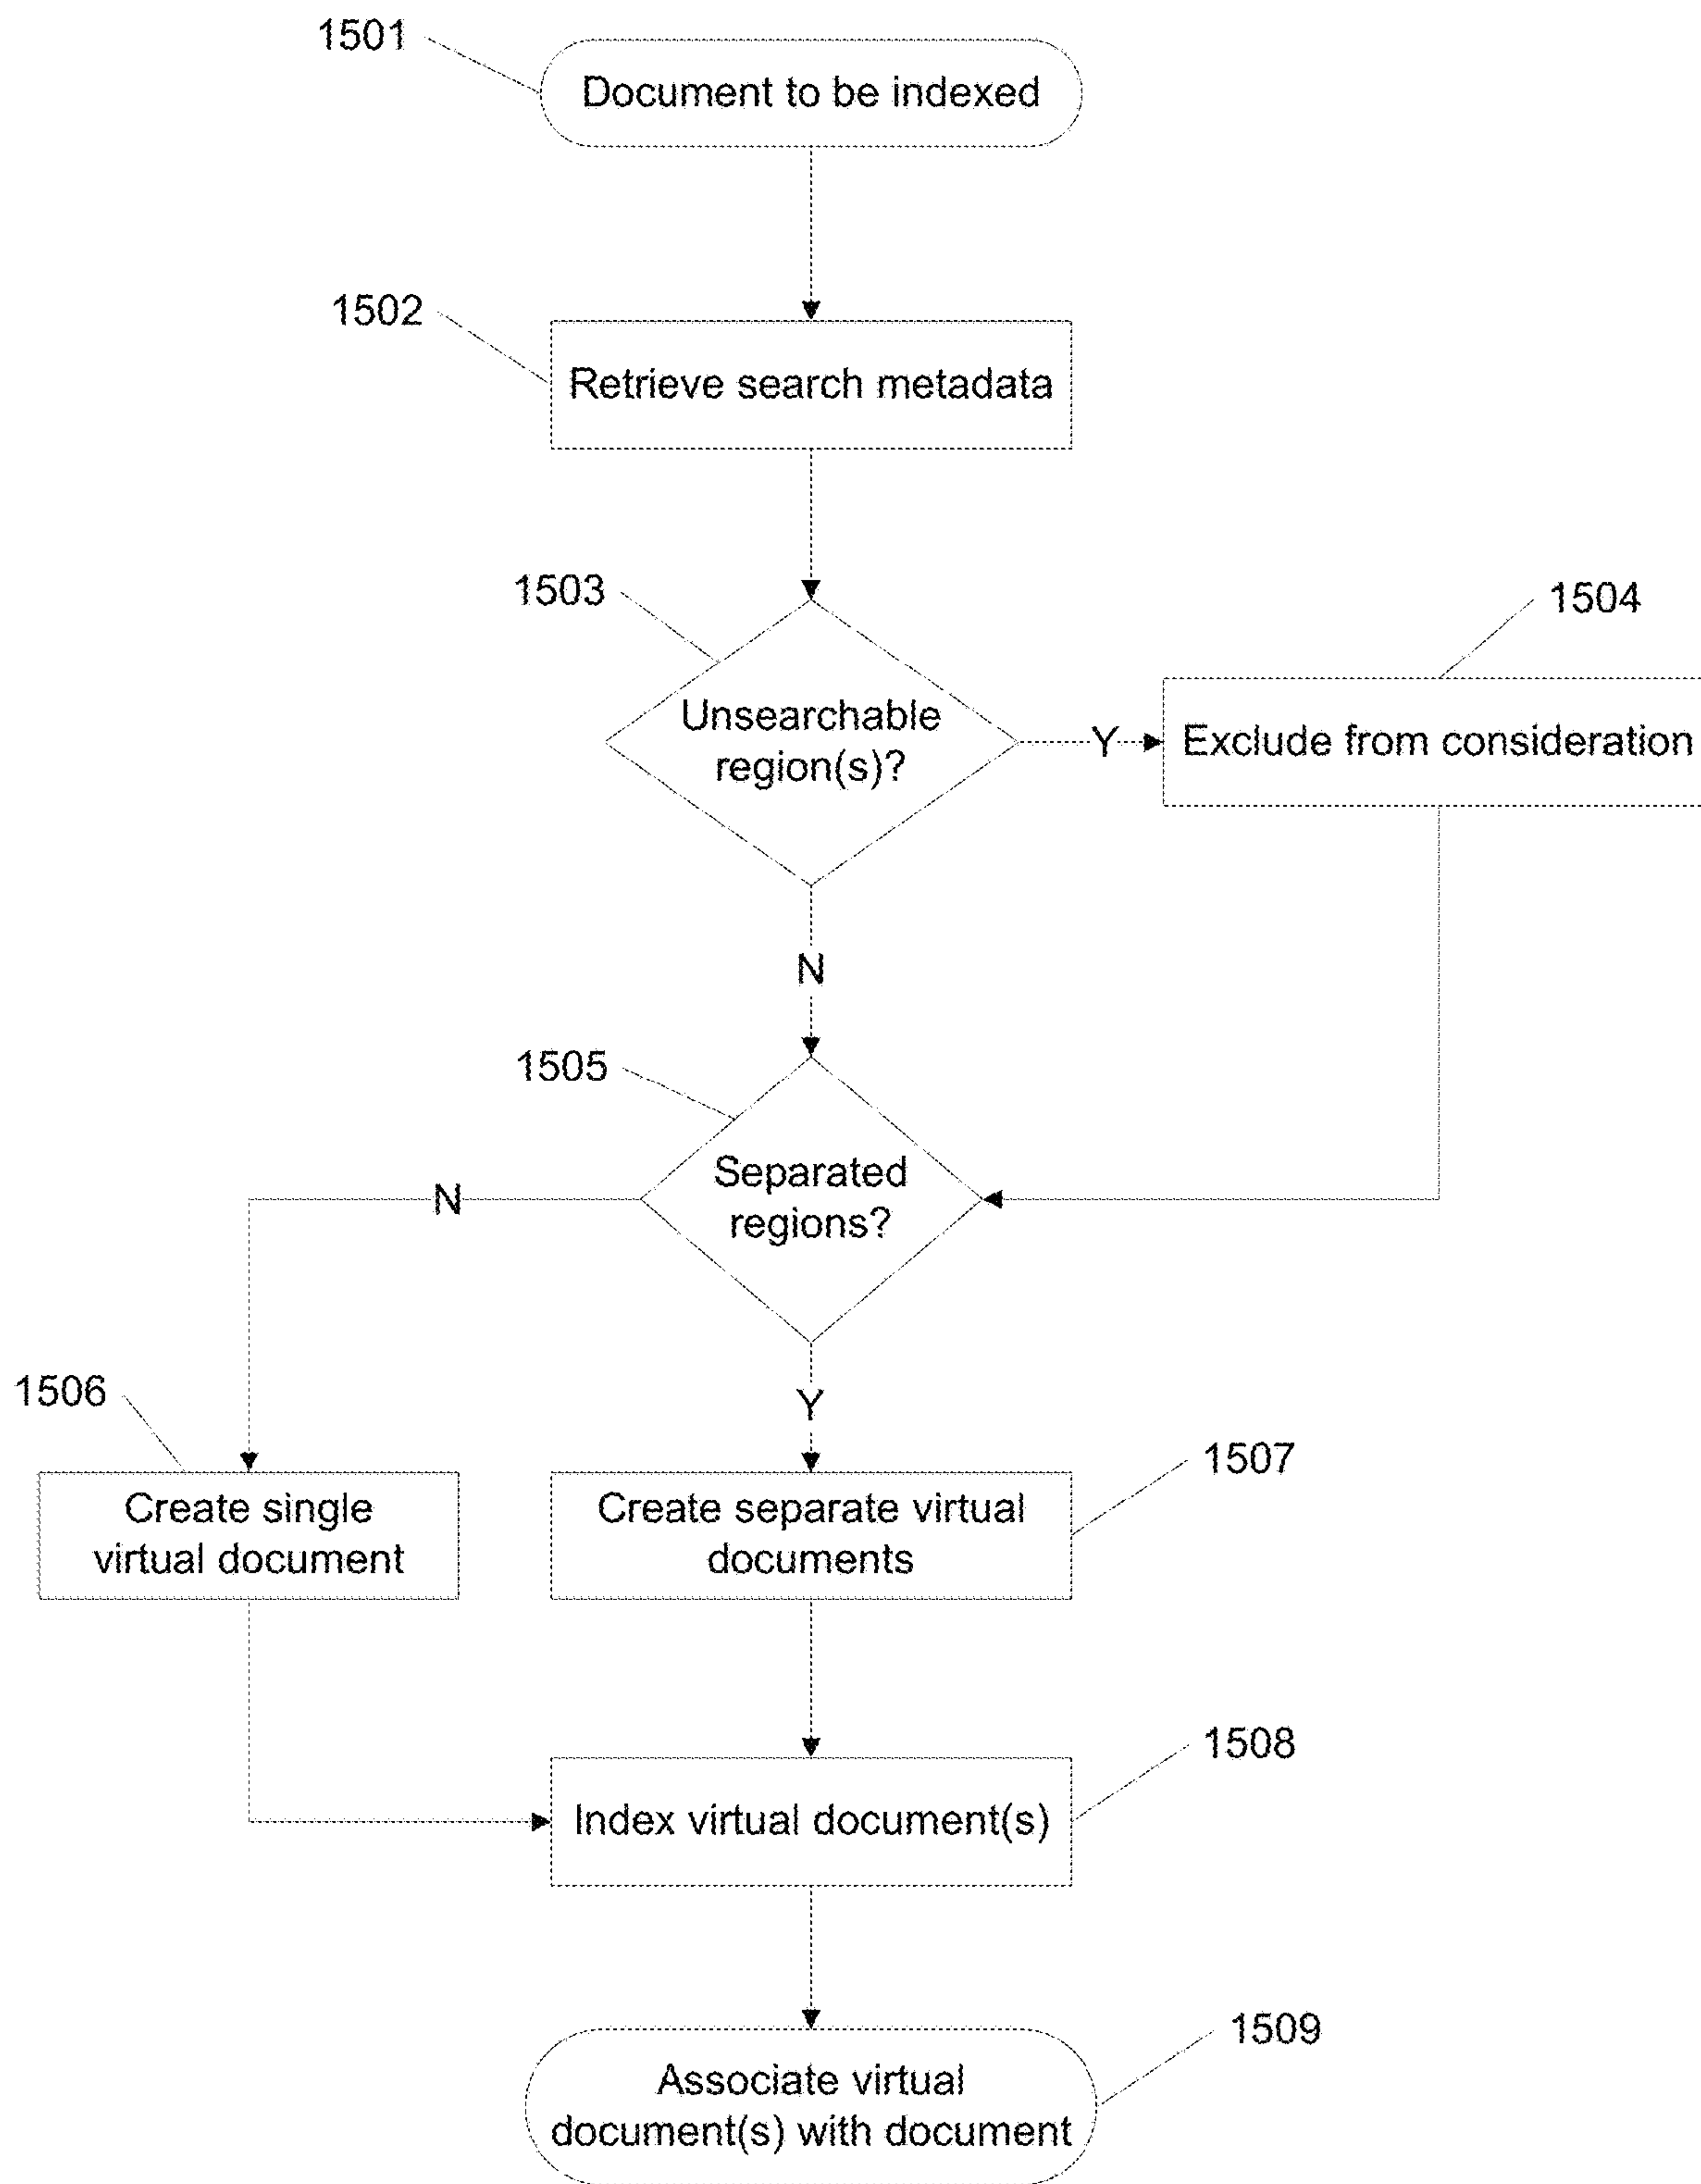 1501
Document to be indexed
1502
Retrieve search metadata
1503
1504
Unsearchable
region(s)?
Y
Exclude from consideration
N
1505
Separated
regions?
N
Y
1506
1507
Create single
virtual document
Create separate virtual
documents
1508
Index virtual document(s)
1509
Associate virtual
document(s) with document